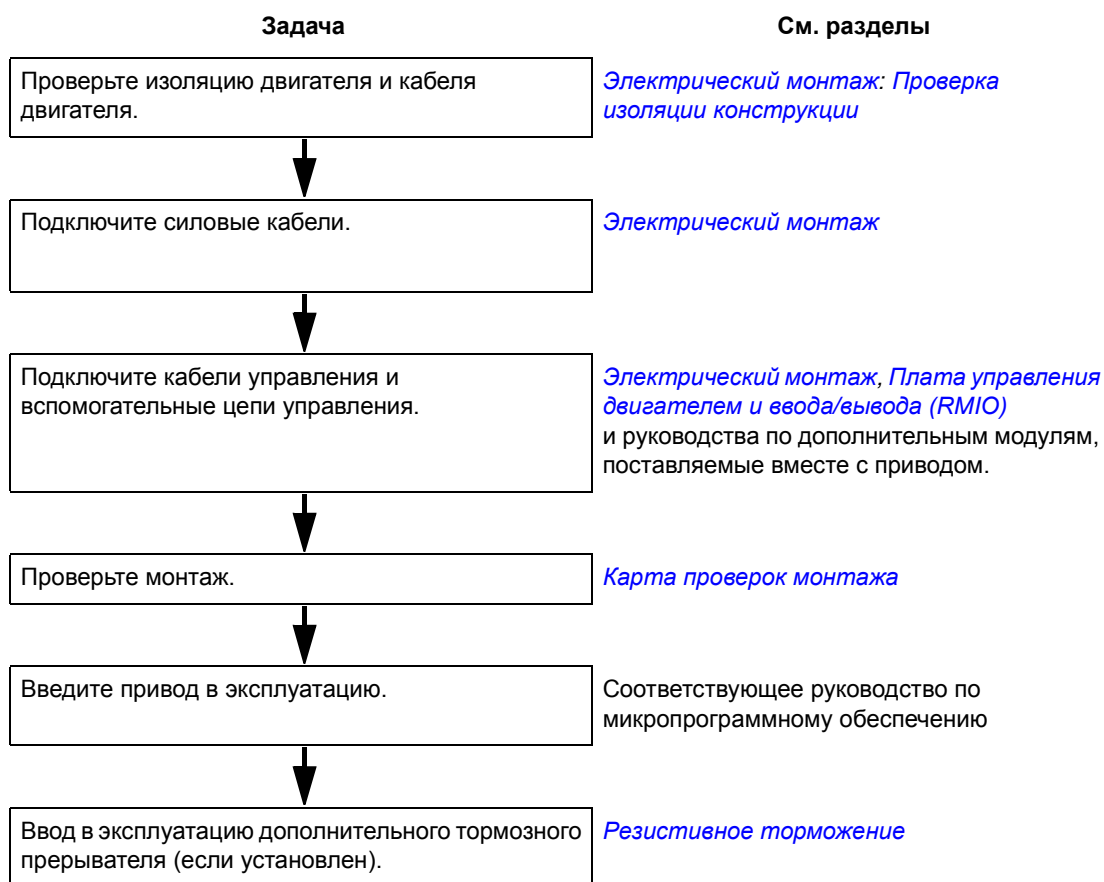 Задача
См. разделы
Проверьте изоляцию двигателя и кабеля
двигателя.
Электрический монтаж: Проверка
изоляции конструкции
Подключите силовые кабели.
Электрический монтаж
Подключите кабели управления и
вспомогательные цепи управления.
Электрический монтаж, Плата управления
двигателем и ввода/вывода (RMIO)
и руководства по дополнительным модулям,
поставляемые вместе с приводом.
Проверьте монтаж.
Карта проверок монтажа
Введите привод в эксплуатацию.
Соответствующее руководство по
микропрограммному обеспечению
Ввод в эксплуатацию дополнительного тормозного
прерывателя (если установлен).
Резистивное торможение